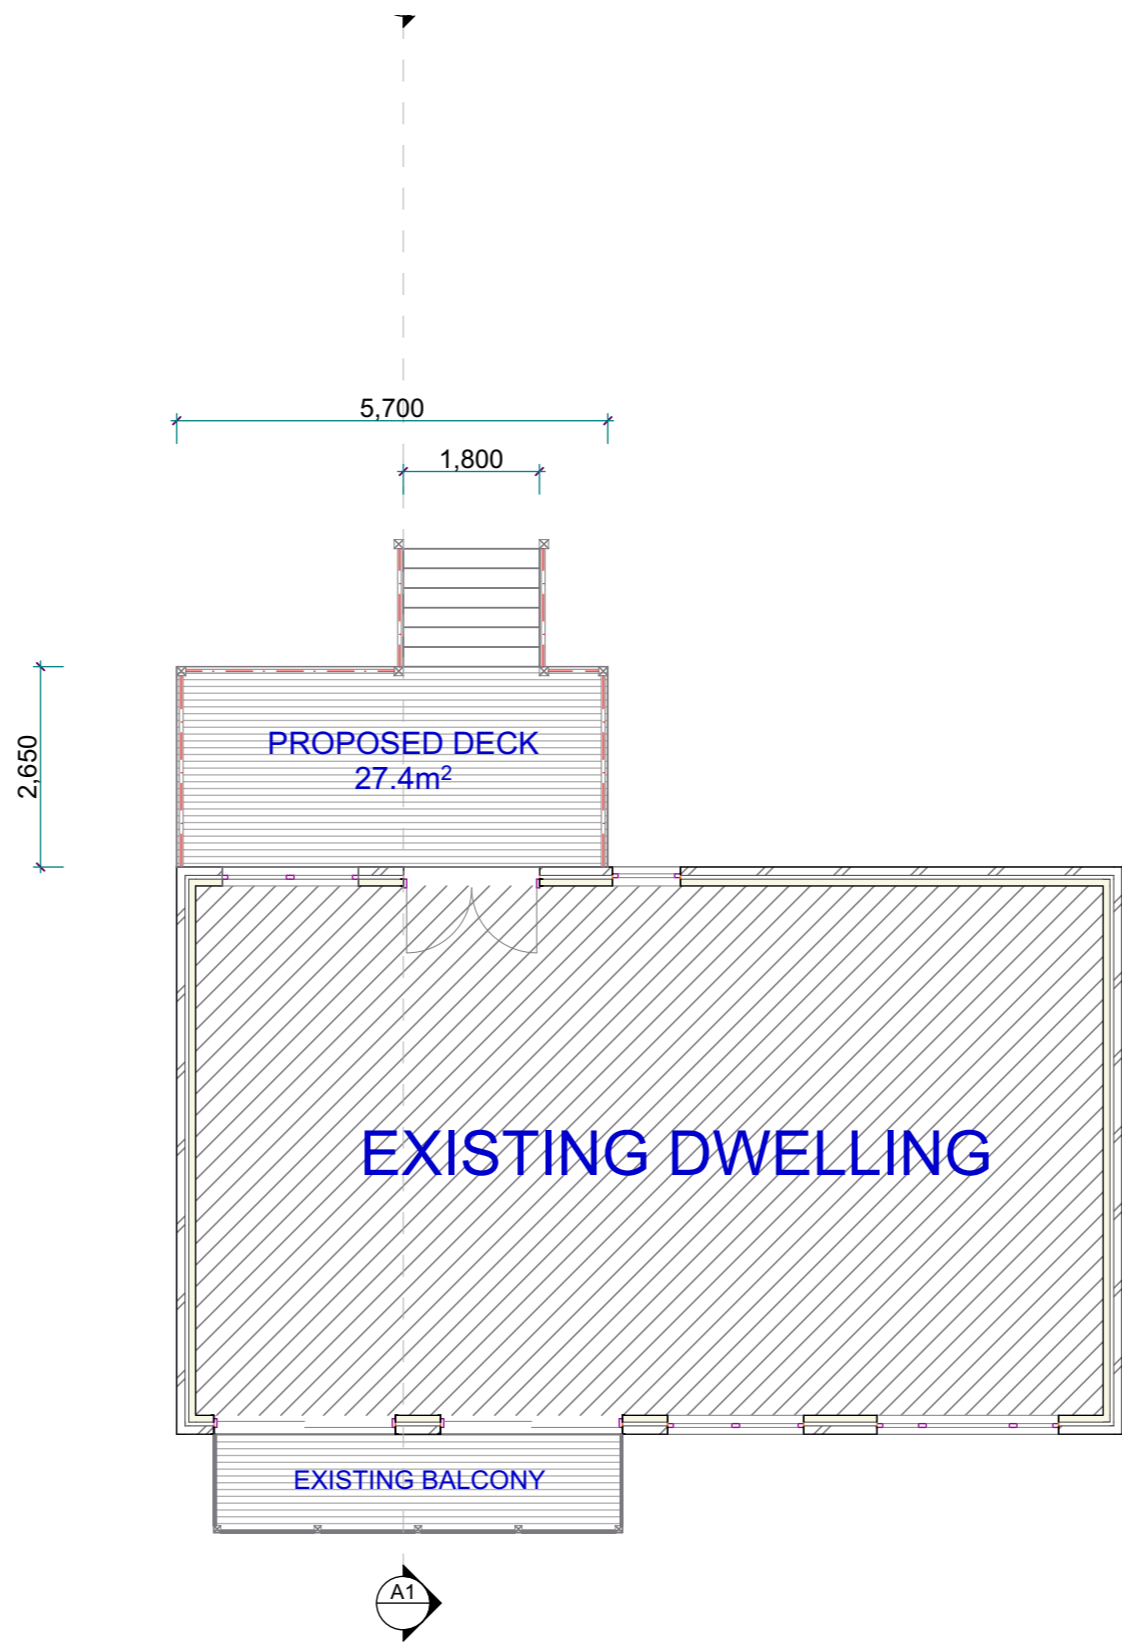 5,700
1,800
2,650
PROPOSED DECK
27.4m²
EXISTING DWELLING
EXISTING BALCONY
A1